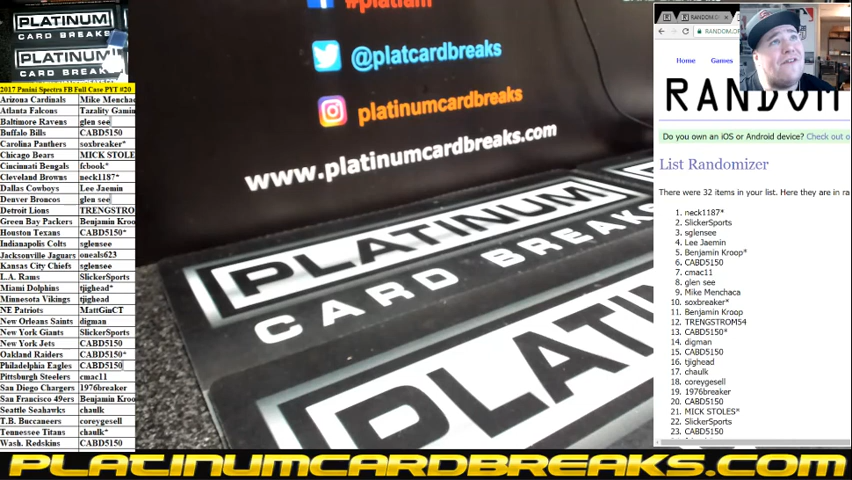 PLATINUM
CARD BREAKS
PLATINUM
CARD BREAKS
2017 Panini Spectra FB Full Case PYT #20
Arizona Cardinals Mike Menchac
Atlanta Falcons Tarality Gamin
Baltimore Ravens glen see
Buffalo Bills CABD5150
Carolina Panthers soxbreaker*
Chicago Bears MICK STOLE
Cincinnati Bengals fcbook*
Cleveland Browns neck1187*
Dallas Cowboys Lee Jaemin
Denver Broncos glen see
Detroit Lions TRENGSTRO
Green Bay Packers Benjamin Kroo
Houston Texans CABD5150*
Indianapolis Colts sglensee
Jacksonville Jaguars oneals623
Kansas City Chiefs sglensee
L.A. Rams SlickerSports
Miami Dolphins tjighead*
Minnesota Vikings tjighead
NE Patriots MattGinCT
New Orleans Saints digman
New York Giants SlickerSports
New York Jets CABD5150
Oakland Raiders CABD5150*
Philadelphia Eagles CABD5150
Pittsburgh Steelers cmac11
San Diego Chargers 1976breaker
San Francisco 49ers Benjamin Kroo
Seattle Seahawks chaulk
T.B. Buccaneers coreygesell
Tennessee Titans chaulk*
Wash. Redskins CABD5150
#platfam
@platcardbreaks
platinumcardbreaks
www.platinumcardbreaks.com
PLATINUM
CARD BREAKS
PLATINUM
RANDOM.O
RANDOM.OR
Home Games
RANDOM
Do you own an iOS or Android device? Check out o
List Randomizer
There were 32 items in your list. Here they are in ra
1. neck1187*
2. SlickerSports
3. sglensee
4. Lee Jaemin
5. Benjamin Kroop*
6. CABD5150
7. cmac11
8. glen see
9. Mike Menchaca
10. soxbreaker*
11. Benjamin Kroop
12. TRENGSTROM54
13. CABD5150*
14. digman
15. CABD5150
16. tjighead
17. chaulk
18. coreygesell
19. 1976breaker
20. CABD5150
21. MICK STOLES*
22. SlickerSports
23. CABD5150
PLATINUMCARDBREAKS.COM